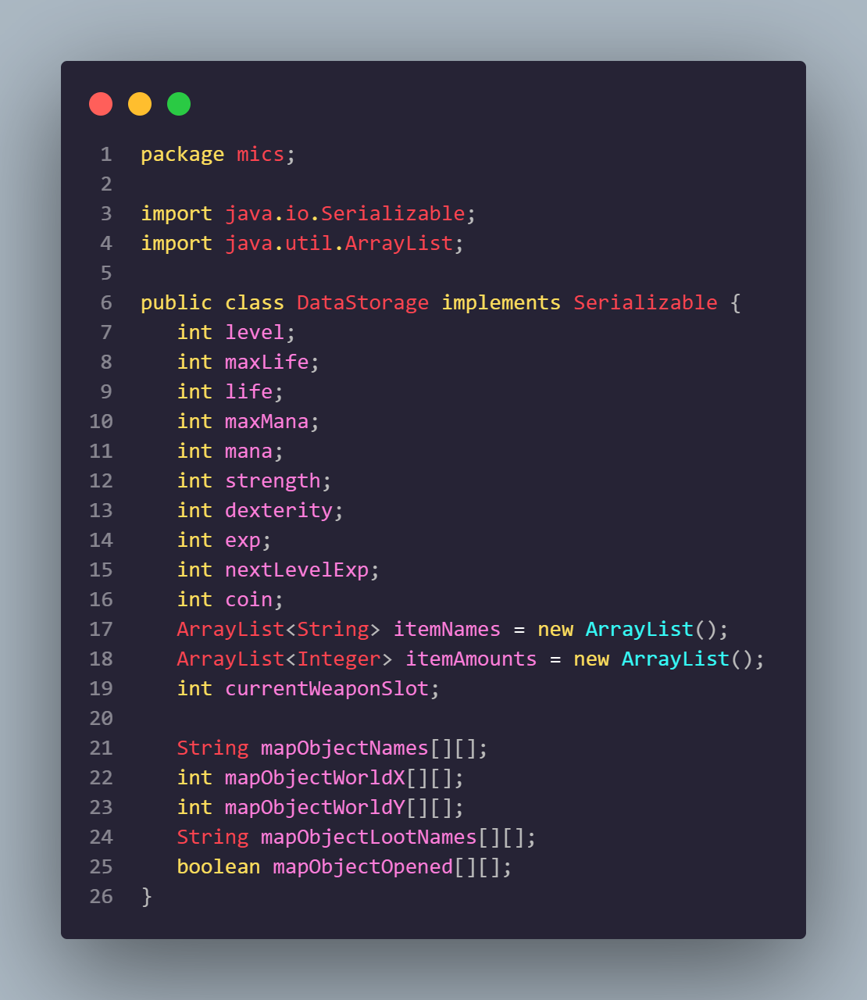 1 package mics;
2
3 import java.io.Serializable;
4 import java.util.ArrayList;
5
6 public class DataStorage implements Serializable {
7    int level;
8    int maxLife;
9    int life;
10    int maxMana;
11    int mana;
12    int strength;
13    int dexterity;
14    int exp;
15    int nextLevelExp;
16    int coin;
17    ArrayList<String> itemNames = new ArrayList();
18    ArrayList<Integer> itemAmounts = new ArrayList();
19    int currentWeaponSlot;
20
21    String mapObjectNames[][];
22    int mapObjectWorldX[][];
23    int mapObjectWorldY[][];
24    String mapObjectLootNames[][];
25    boolean mapObjectOpened[][];
26 }